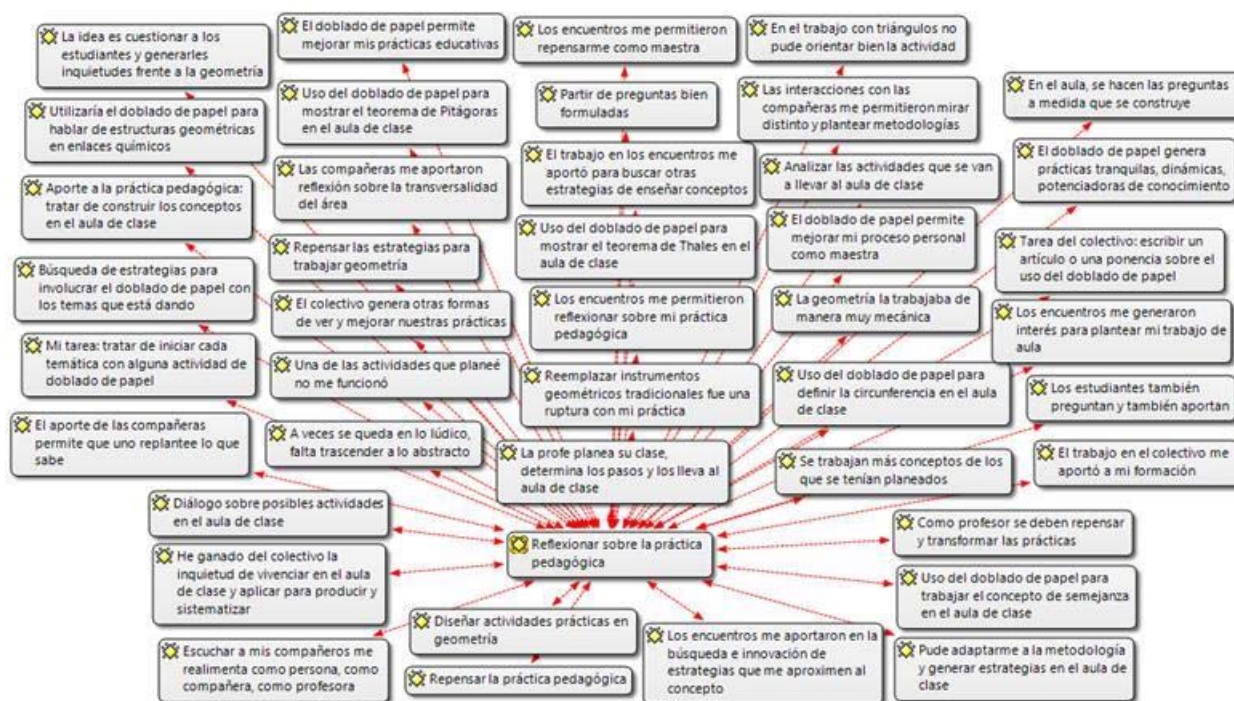 La idea es cuestionar a los
estudiantes y generarles
inquietudes frente a la geometría
El doblado de papel permite
mejorar mis prácticas educativas
Los encuentros me permitieron
repensarme como maestra
En el trabajo con triángulos no
pude orientar bien la actividad
Utilizaría el doblado de papel para
hablar de estructuras geométricas
en enlaces químicos
Uso del doblado de papel para
mostrar el teorema de Pitágoras
en el aula de clase
Partir de preguntas bien
formuladas
Las interacciones con las
compañeras me permitieron mirar
distinto y plantear metodologías
En el aula, se hacen las preguntas
a medida que se construye
Aporte a la práctica pedagógica:
tratar de construir los conceptos
en el aula de clase
Las compañeras me aportaron
reflexión sobre la transversalidad
del área
El trabajo en los encuentros me
aportó para buscar otras
estrategias de enseñar conceptos
Analizar las actividades que se van
a llevar al aula de clase
El doblado de papel genera
prácticas tranquilas, dinámicas,
potenciadoras de conocimiento
Búsqueda de estrategias para
involucrar el doblado de papel con
los temas que está dando
Repensar las estrategias para
trabajar geometría
Uso del doblado de papel para
mostrar el teorema de Thales en el
aula de clase
El doblado de papel permite
mejorar mi proceso personal
como maestra
Tarea del colectivo: escribir un
artículo o una ponencia sobre el
uso del doblado de papel
El colectivo genera otras formas
de ver y mejorar nuestras prácticas
Los encuentros me permitieron
reflexionar sobre mi práctica
pedagógica
La geometría la trabajaba de
manera muy mecánica
Los encuentros me generaron
interés para plantear mi trabajo de
aula
Mi tarea: tratar de iniciar cada
temática con alguna actividad de
doblado de papel
Una de las actividades que planeé
no me funcionó
Reemplazar instrumentos
geométricos tradicionales fue una
ruptura con mi práctica
Uso del doblado de papel para
definir la circunferencia en el aula
de clase
Los estudiantes también
preguntan y también aportan
El aporte de las compañeras
permite que uno replantee lo que
sabe
A veces se queda en lo lúdico,
falta trascender a lo abstracto
La profe planea su clase,
determina los pasos y los lleva al
aula de clase
Se trabajan más conceptos de los
que se tenían planeados
El trabajo en el colectivo me
aportó a mi formación
Diálogo sobre posibles actividades
en el aula de clase
Reflexionar sobre la práctica
pedagógica
Como profesor se deben repensar
y transformar las prácticas
He ganado del colectivo la
inquietud de vivenciar en el aula
de clase y aplicar para producir y
sistematizar
Uso del doblado de papel para
trabajar el concepto de semejanza
en el aula de clase
Escuchar a mis compañeros me
realimenta como persona, como
compañera, como profesora
Diseñar actividades prácticas en
geometría
Repensar la práctica pedagógica
Los encuentros me aportaron en la
búsqueda e innovación de
estrategias que me aproximen al
concepto
Pude adaptarme a la metodología
y generar estrategias en el aula de
clase